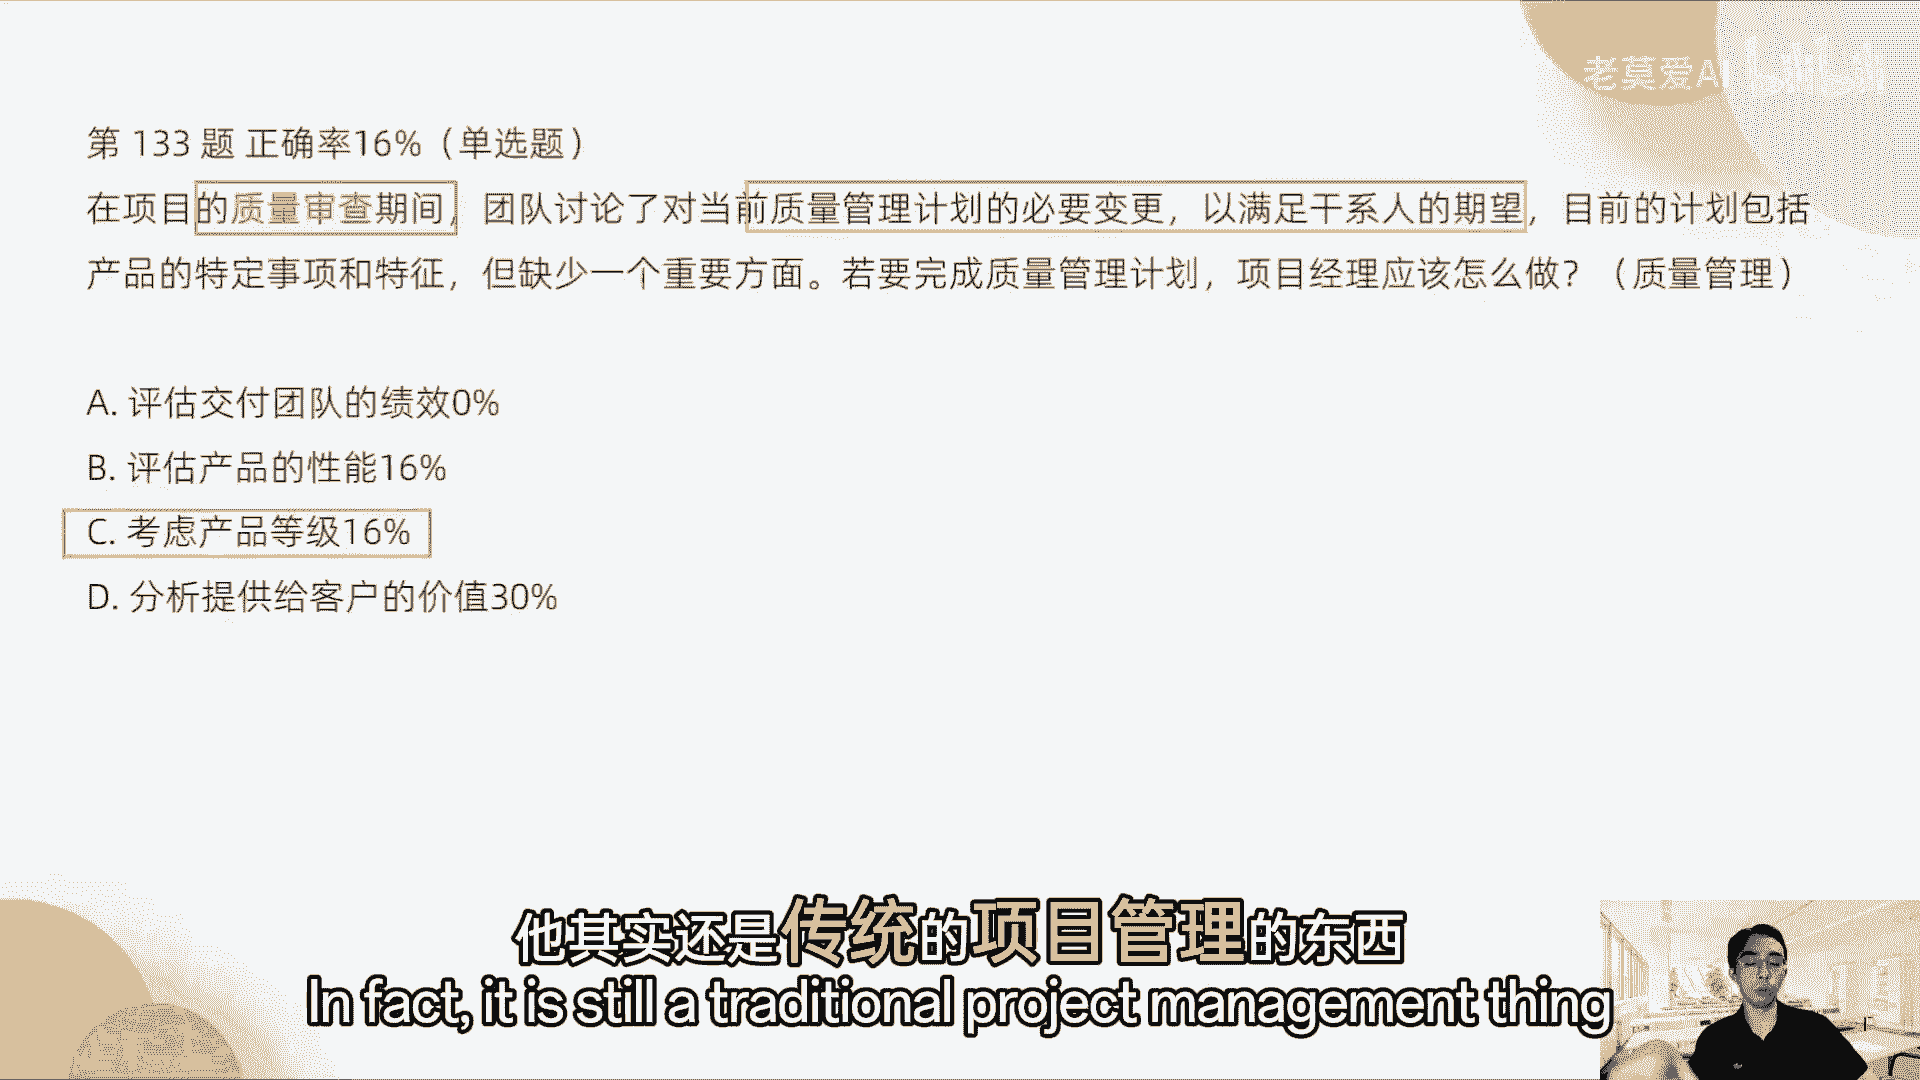 老莫爱AI bilibili
第 133 题 正确率16%（单选题）
在项目的质量审查期间，团队讨论了对当前质量管理计划的必要变更，以满足干系人的期望，目前的计划包括
产品的特定事项和特征，但缺少一个重要方面。若要完成质量管理计划，项目经理应该怎么做？（质量管理）
A. 评估交付团队的绩效0%
B. 评估产品的性能16%
C. 考虑产品等级16%
D. 分析提供给客户的价值30%
他其实还是传统的项目管理的东西
In fact, it is still a traditional project management thing